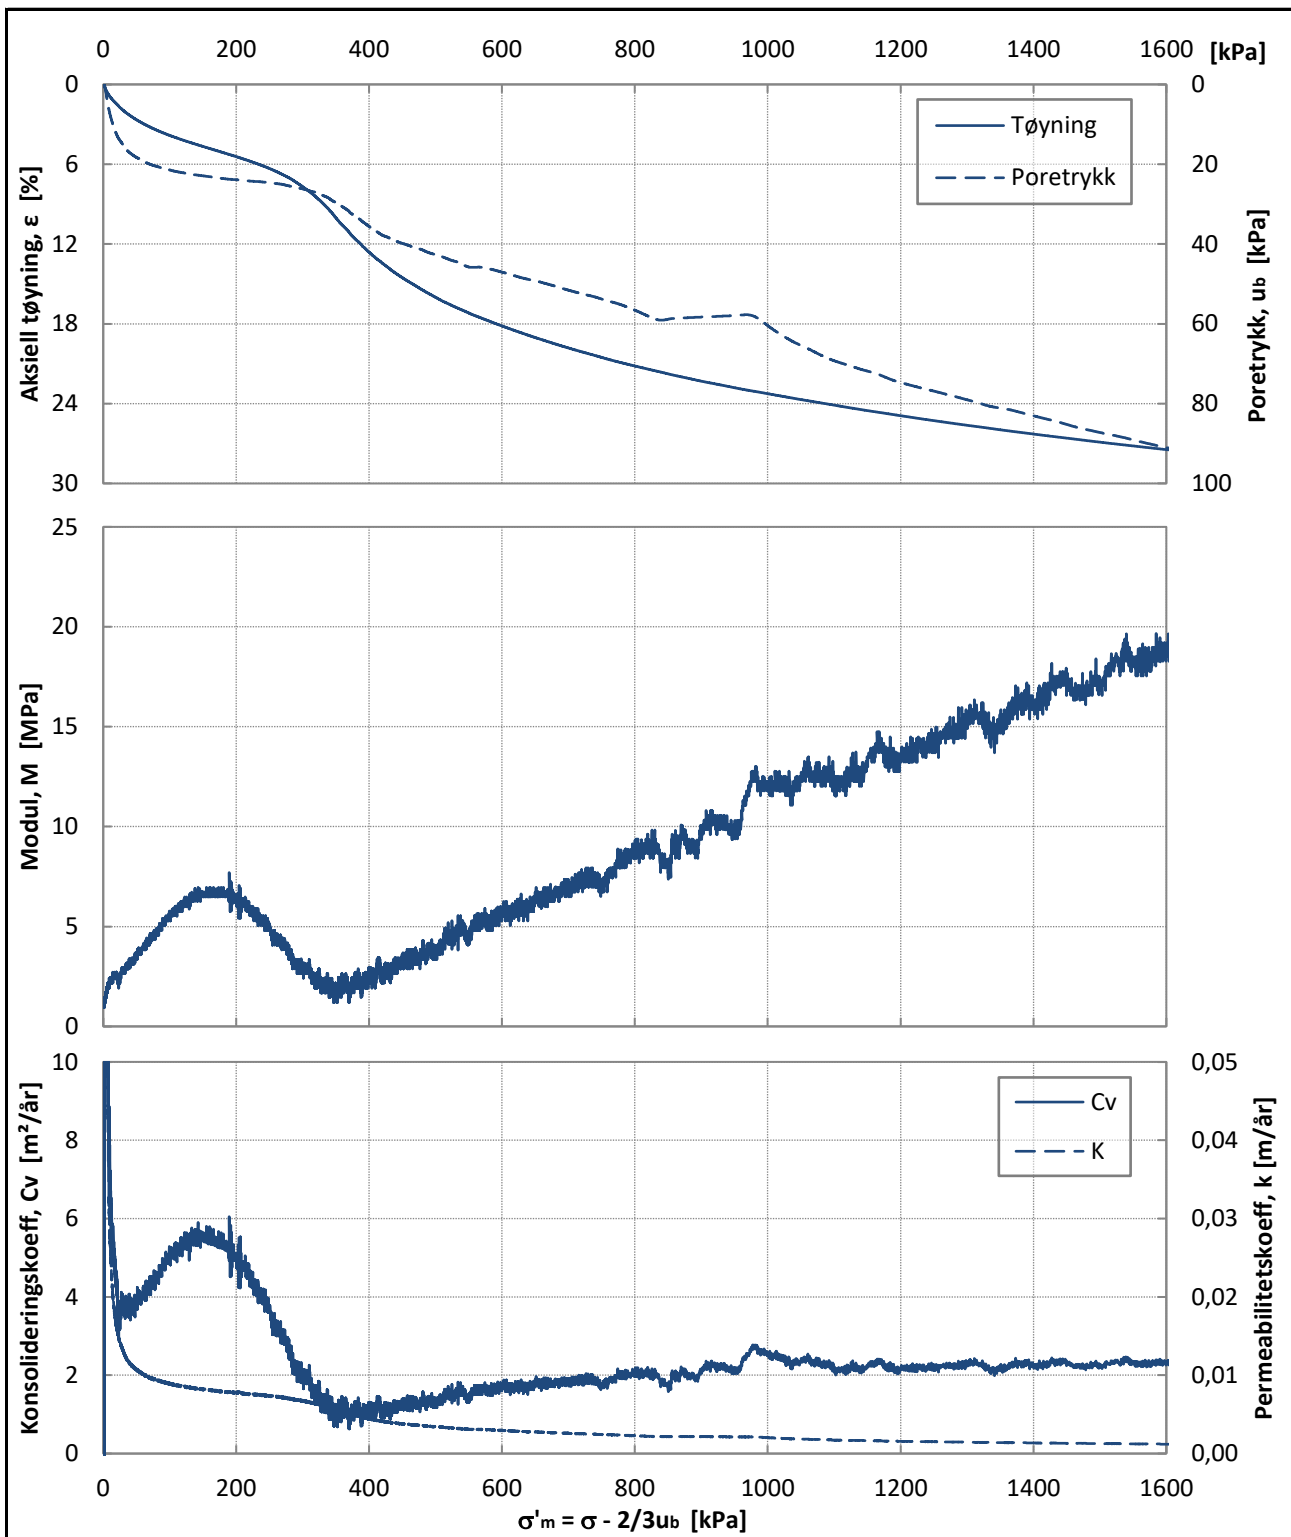 0 200 400 600 800 1000 1200 1400 1600 [kPa]
0
6
12
18
24
30
Aksiell tøyning, ε [%]
Tøyning
Poretrykk
0
20
40
60
80
100
Poretrykk, ub [kPa]
25
20
15
10
5
0
Modul, M [MPa]
10
8
6
4
2
0
Konsolideringskoeff, Cv [m²/år]
Cv
K
0,05
0,04
0,03
0,02
0,01
0,00
Permeabilitetskoeff, k [m/år]
0 200 400 600 800 1000 1200 1400 1600
σ'm = σ - 2/3ub [kPa]